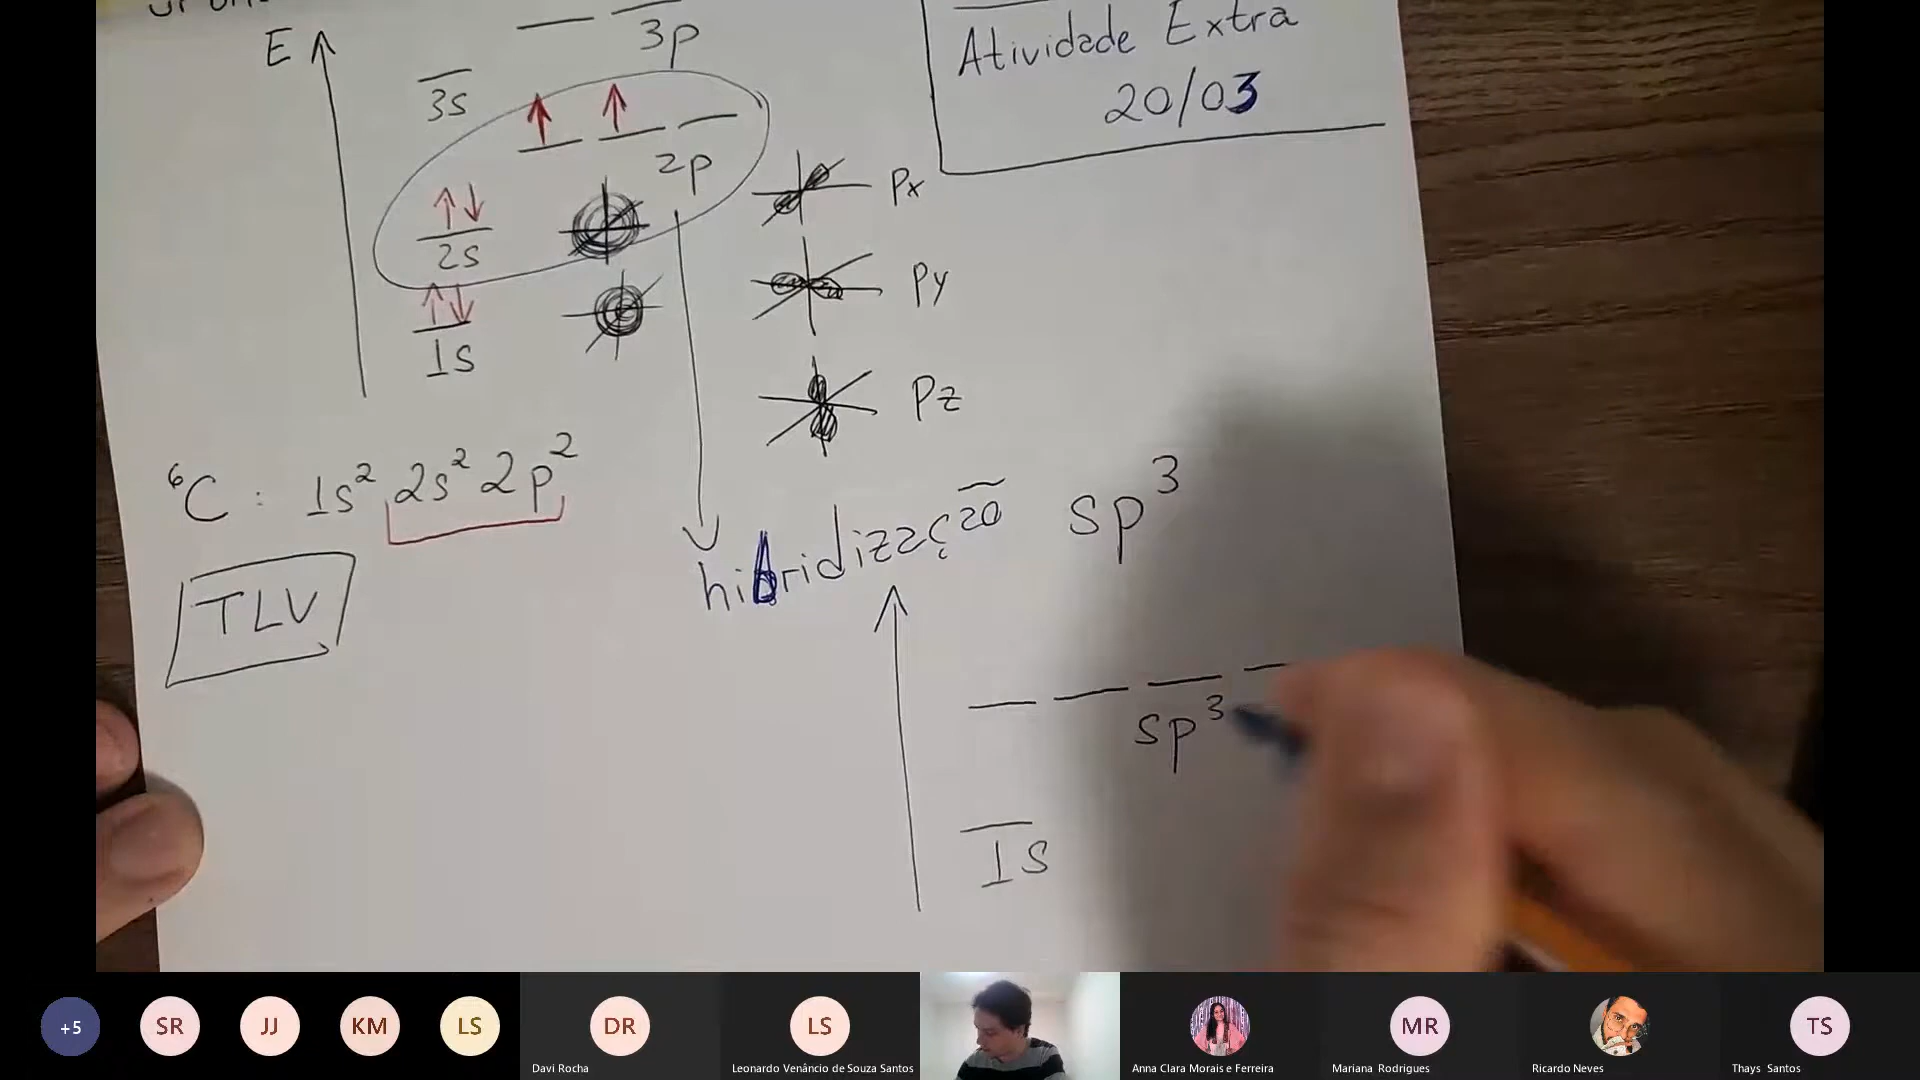 E
3p
3s
2p
2s
1s
Atividade Extra
20/03
Px
Py
Pz
⁶C : 1s² 2s² 2p²
TLV
hibridização sp³
sp³
1s
+5
SR
JJ
KM
LS
DR
Davi Rocha
LS
Leonardo Venâncio de Souza Santos
Anna Clara Morais e Ferreira
MR
Mariana Rodrigues
Ricardo Neves
TS
Thays Santos